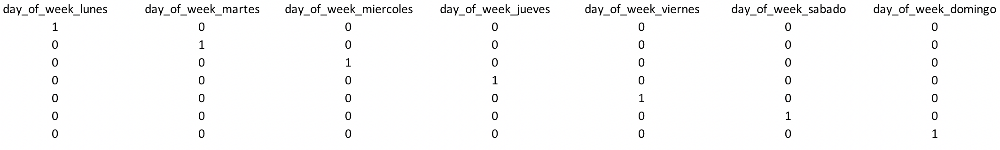 day_of_week_lunes day_of_week_martes day_of_week_miercoles day_of_week_jueves day_of_week_viernes day_of_week_sabado day_of_week_domingo
1 0 0 0 0 0 0
0 1 0 0 0 0 0
0 0 1 0 0 0 0
0 0 0 1 0 0 0
0 0 0 0 1 0 0
0 0 0 0 0 1 0
0 0 0 0 0 0 1